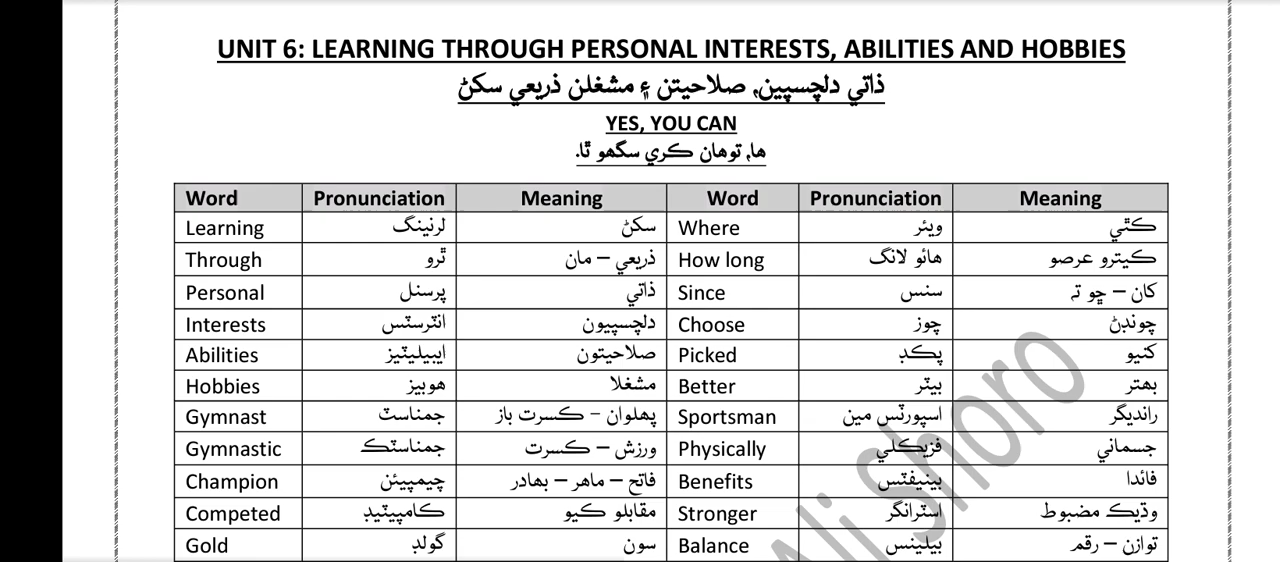 UNIT 6: LEARNING THROUGH PERSONAL INTERESTS, ABILITIES AND HOBBIES
ذاتي دلچسپين، صلاحيتن ۽ مشغلن ذريعي سکڻ
YES, YOU CAN
ها، توهان ڪري سگهو ٿا.
Word Pronunciation Meaning Word Pronunciation Meaning
Learning لرنينگ سکڻ Where ويئر ڪٿي
Through ٿرو ذريعي – مان How long هائو لانگ ڪيترو عرصو
Personal پرسنل ذاتي Since سنس کان – ڇو تہ
Interests انٽرسٽس دلچسپيون Choose چوز چونڊڻ
Abilities ايبيليٽيز صلاحيتون Picked پڪڊ کنيو
Hobbies هوبيز مشغلا Better بيٽر بهتر
Gymnast جمناسٽ پهلوان – ڪسرت باز Sportsman اسپورٽس مين رانديگر
Gymnastic جمناسٽڪ ورزش – ڪسرت Physically فزيڪلي جسماني
Champion چيمپيئن فاتح – ماهر – بهادر Benefits بينيفٽس فائدا
Competed ڪامپيٽيڊ مقابلو ڪيو Stronger اسٽرانگر وڌيڪ مضبوط
Gold گولڊ سون Balance بيلينس توازن – رقم
Ali Shoro